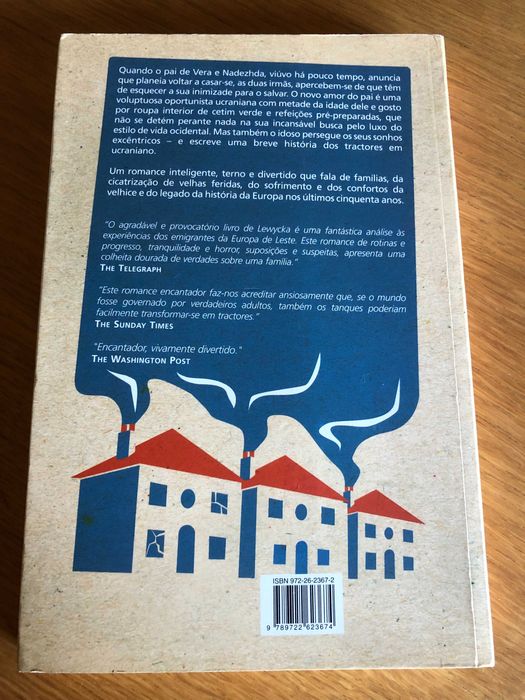 Quando o pai de Vera e Nadezhda, viúvo há pouco tempo, anuncia
que planeia voltar a casar-se, as duas irmãs, apercebem-se de que têm
de esquecer a sua inimizade para o salvar. O novo amor do pai é uma
voluptuosa oportunista ucraniana com metade da idade dele e gosto
por roupa interior de cetim verde e refeições pré-preparadas, que
não se detém perante nada na sua incansável busca pelo luxo do
estilo de vida ocidental. Mas também o idoso persegue os seus sonhos
excêntricos – e escreve uma breve história dos tractores em
ucraniano.
Um romance inteligente, terno e divertido que fala de famílias, da
cicatrização de velhas feridas, do sofrimento e dos confortos da
velhice e do legado da história da Europa nos últimos cinquenta anos.
"O agradável e provocatório livro de Lewycka é uma fantástica análise às
experiências dos emigrantes da Europa de Leste. Este romance de rotinas e
progresso, tranquilidade e horror, suposições e suspeitas, apresenta uma
colheita dourada de verdades sobre uma família."
THE TELEGRAPH
"Este romance encantador faz-nos acreditar ansiosamente que, se o mundo
fosse governado por verdadeiros adultos, também os tanques poderiam
facilmente transformar-se em tractores."
THE SUNDAY TIMES
"Encantador, vivamente divertido."
THE WASHINGTON POST
ISBN 972-26-2367-2
9 789722 623674